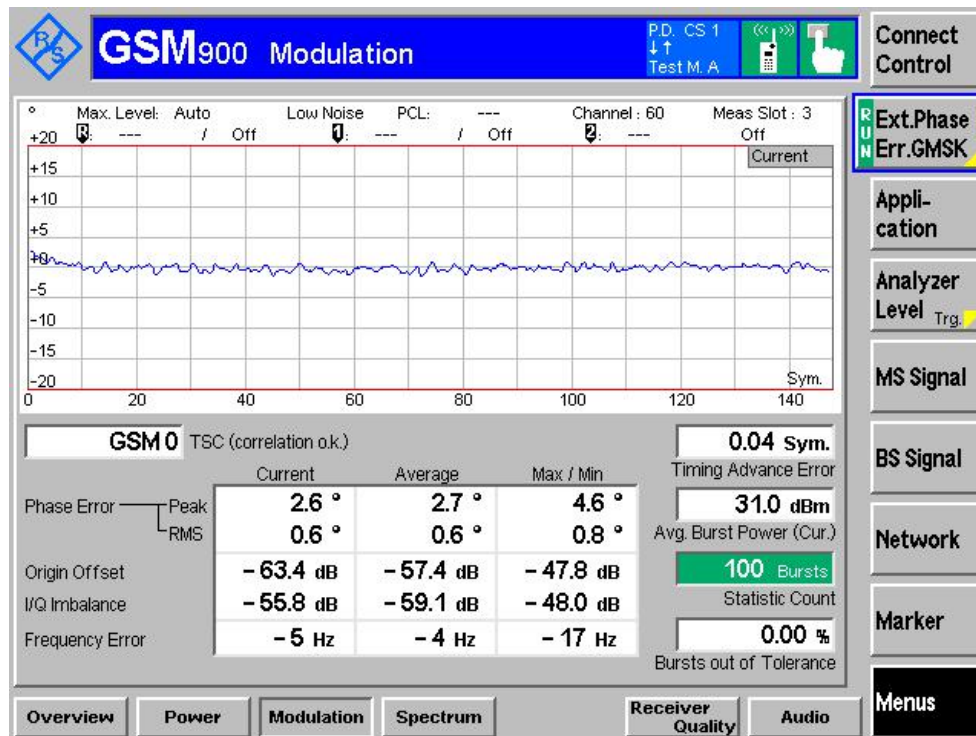 R&S
GSM900 Modulation
P.D. CS 1
↓↑
Test M. A
Connect
Control
° Max. Level: Auto Low Noise PCL: --- Channel : 60 Meas Slot : 3
R: --- / Off 1: --- / Off 2: --- Off
Current
+20
+15
+10
+5
+0
-5
-10
-15
-20
Sym.
0 20 40 60 80 100 120 140
RUN
Ext.Phase
Err.GMSK
Appli-
cation
Analyzer
Level Trg.
MS Signal
BS Signal
Network
Marker
Menus
GSM 0 TSC (correlation o.k.)
Current Average Max / Min
Phase Error Peak 2.6 ° 2.7 ° 4.6 °
RMS 0.6 ° 0.6 ° 0.8 °
Origin Offset -63.4 dB -57.4 dB -47.8 dB
I/Q Imbalance -55.8 dB -59.1 dB -48.0 dB
Frequency Error -5 Hz -4 Hz -17 Hz
0.04 Sym.
Timing Advance Error
31.0 dBm
Avg. Burst Power (Cur.)
100 Bursts
Statistic Count
0.00 %
Bursts out of Tolerance
Overview
Power
Modulation
Spectrum
Receiver
Quality
Audio